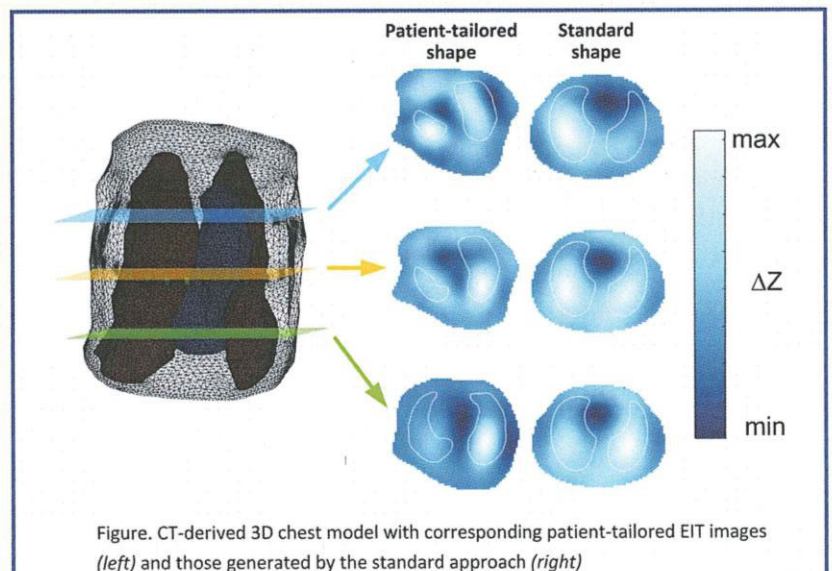 Patient-tailored Standard
shape shape
max
ΔZ
min
Figure. CT-derived 3D chest model with corresponding patient-tailored EIT images
(left) and those generated by the standard approach (right)